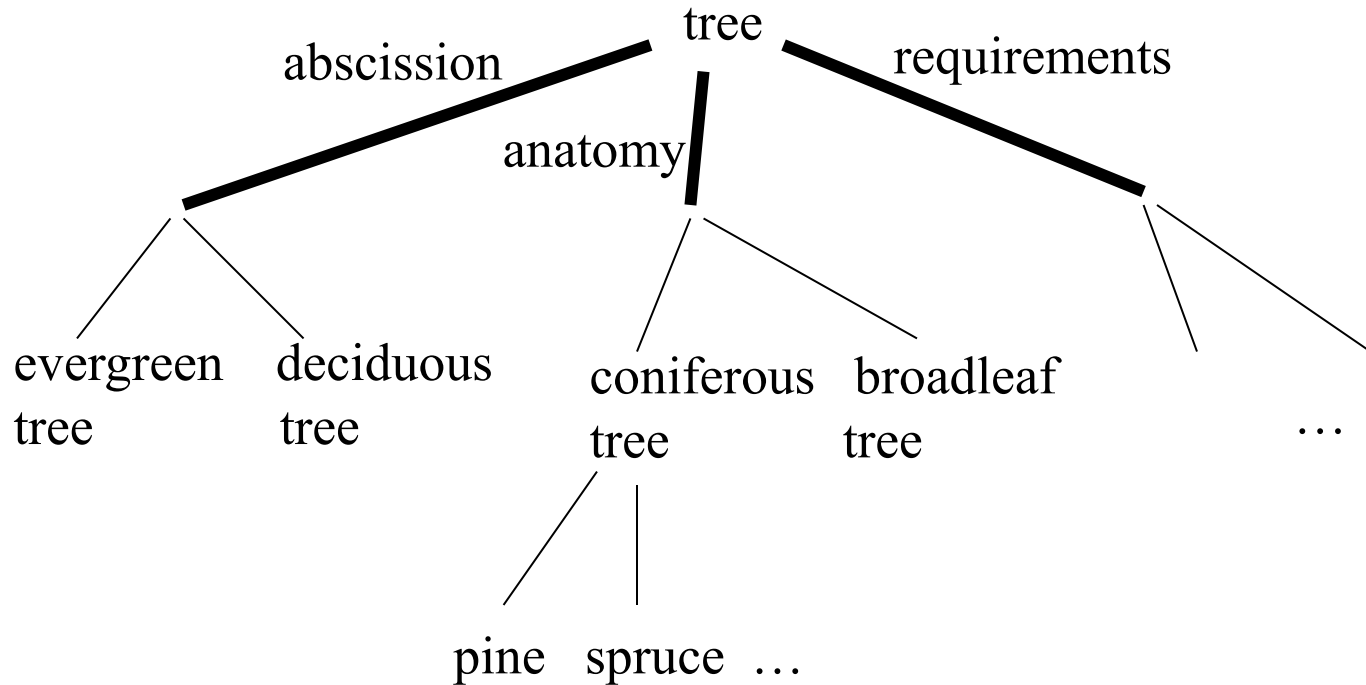 tree
abscission
requirements
anatomy
evergreen tree
deciduous tree
coniferous tree
broadleaf tree
…
pine
spruce
…